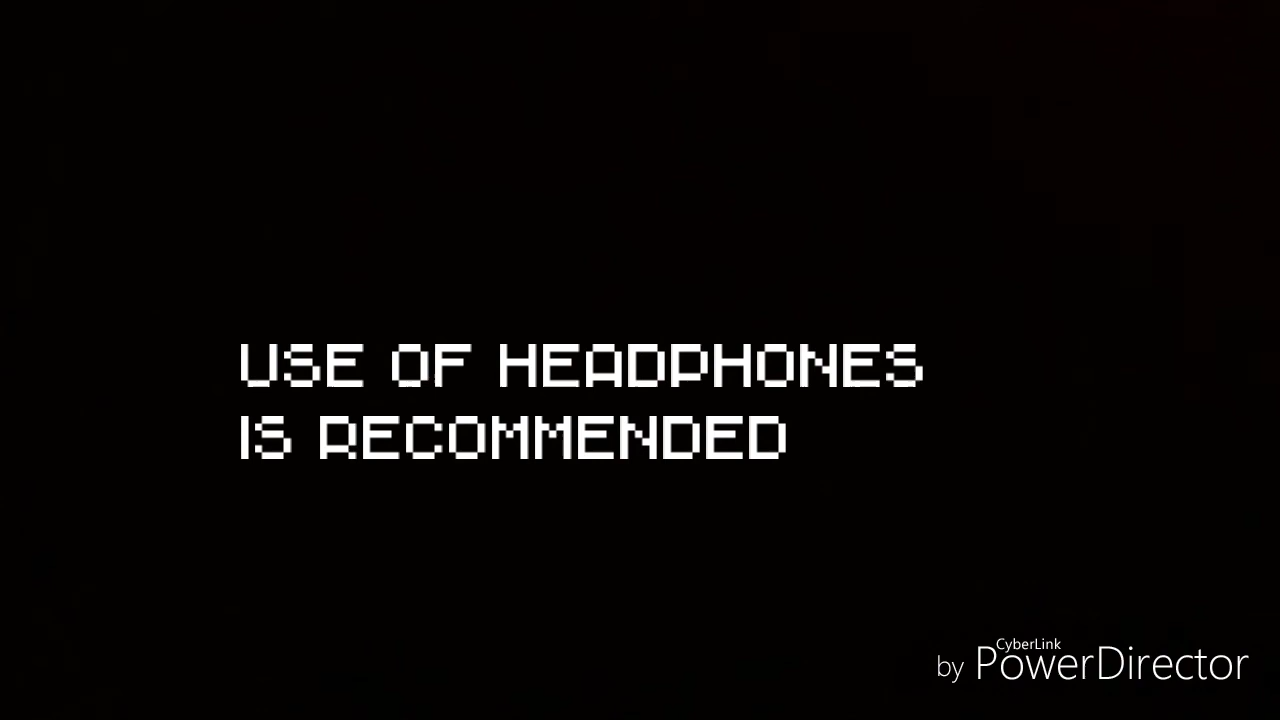 USE OF HEADPHONES
IS RECOMMENDED
CyberLink
by PowerDirector